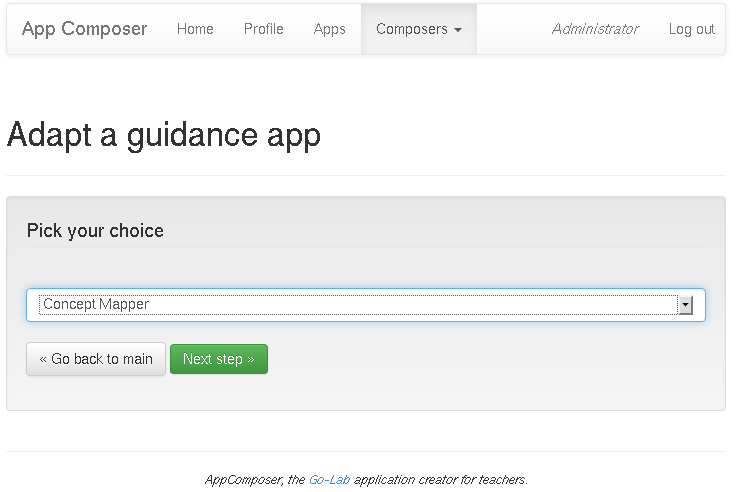 App Composer Home Profile Apps Composers Administrator Log out
Adapt a guidance app
Pick your choice
Concept Mapper
« Go back to main Next step »
AppComposer, the Go-Lab application creator for teachers.